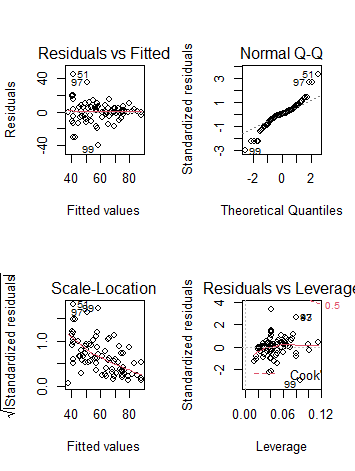 Residuals vs Fitted
Residuals
-40
0
40
51
97
99
40
60
80
Fitted values
Normal Q-Q
Standardized residuals
-3
-1
1
3
51
97
99
-2
0
2
Theoretical Quantiles
Scale-Location
√|Standardized residuals|
0.0
1.0
51
97
99
40
60
80
Fitted values
Residuals vs Leverage
Standardized residuals
-2
0
2
4
0.5
Cook
99
0.00
0.06
0.12
Leverage